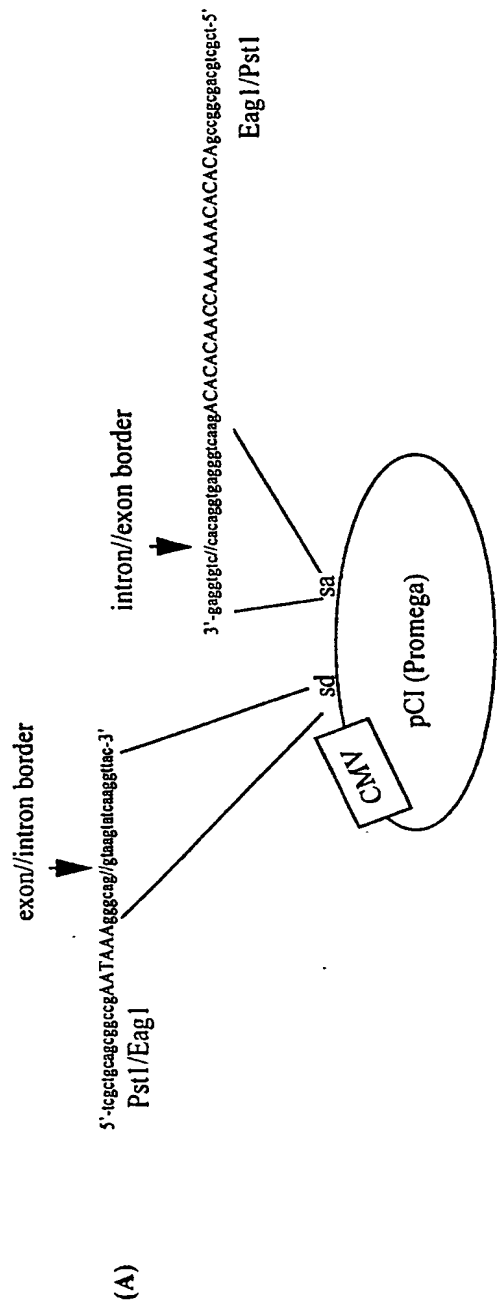 (A)
exon//intron border
5'-tcgctgcagcggccgAATAAAgggcag//gtaagtatcaaggttac-3'
Pst1/Eag1
intron//exon border
3'-gaggtgtc//cacaggtgagggtcaagACACACAACCAAAAAACACACAgccggcgacgtcgct-5'
Eag1/Pst1
CMV
sd
sa
pCI (Promega)